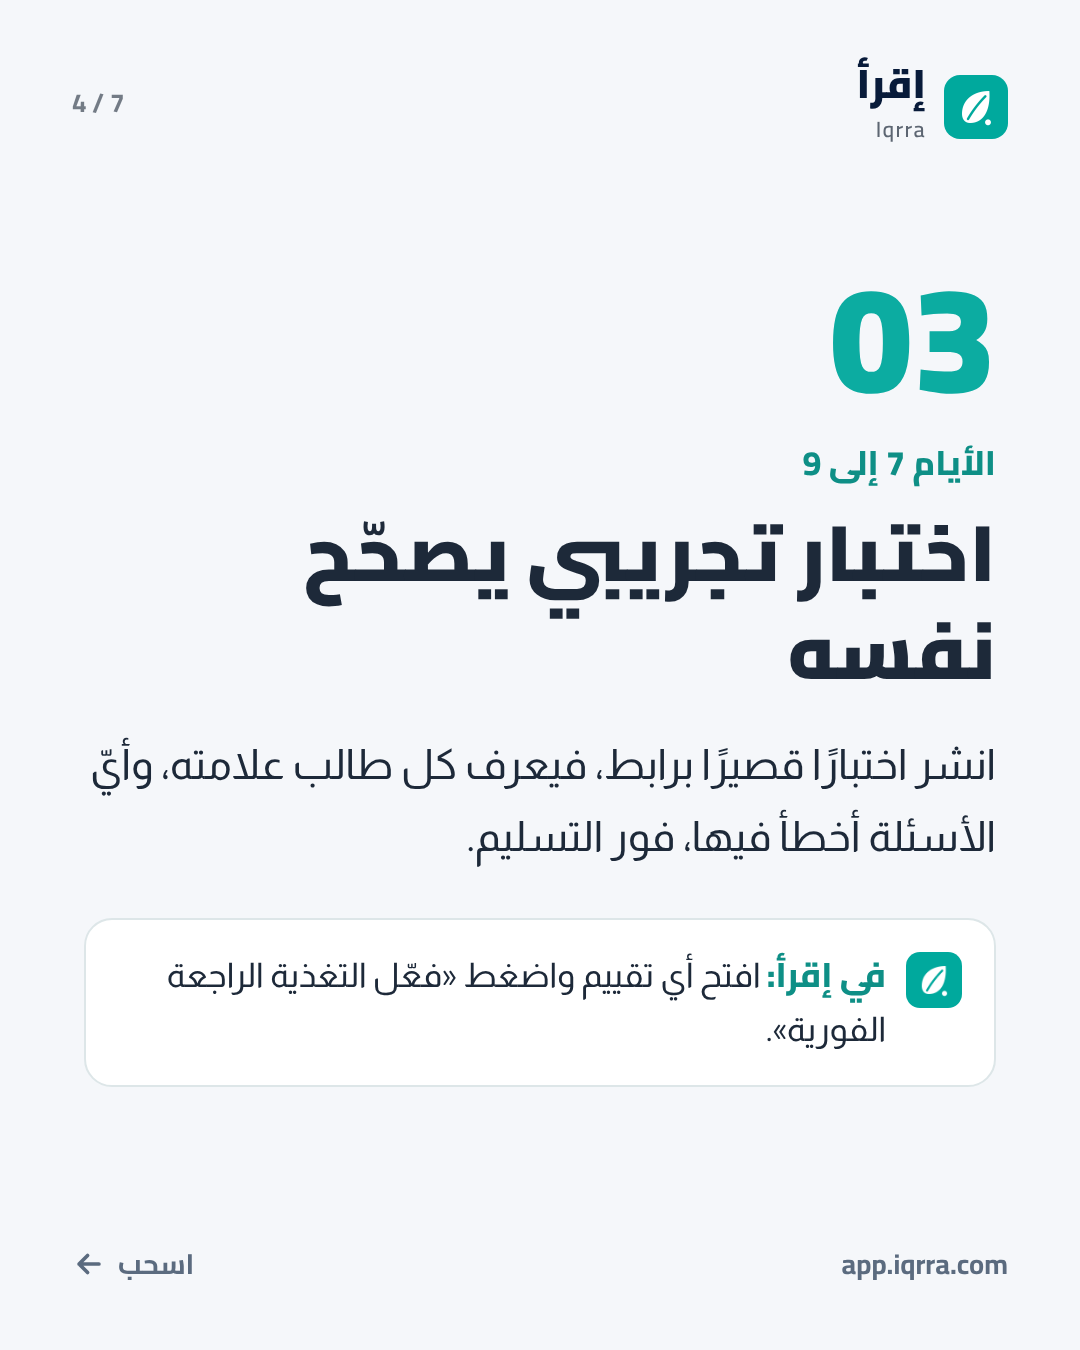 إقرأ
Iqrra
4 / 7
03
الأيام 7 إلى 9
اختبار تجريبي يصحّح
نفسه
انشر اختبارًا قصيرًا برابط، فيعرف كل طالب علامته، وأيّ
الأسئلة أخطأ فيها، فور التسليم.
في إقرأ: افتح أي تقييم واضغط «فعّل التغذية الراجعة
الفورية».
app.iqrra.com
اسحب ←